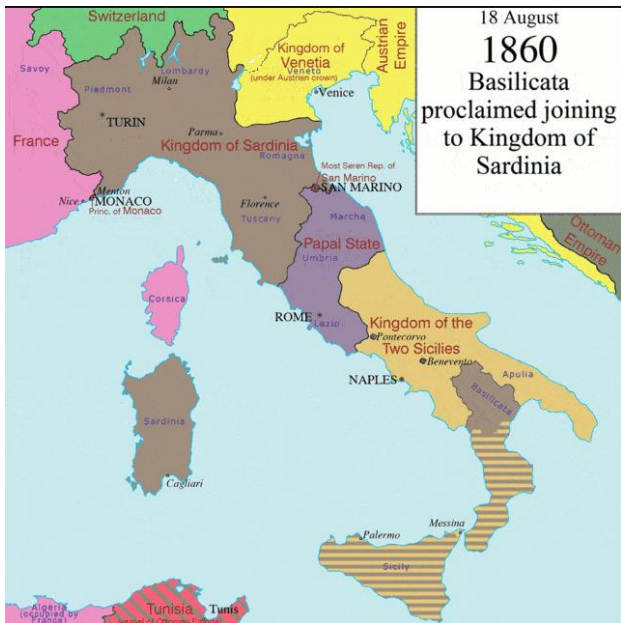 Switzerland
18 August
1860
Basilicata
proclaimed joining
to Kingdom of
Sardinia
Austrian
Empire
Kingdom of
Venetia
(under Austrien crown)
Veneto
Savoy
Lombardy
Milan
Piedmont
TURIN
Venice
France
Parma
Kingdom of Sardinia
Romagna
Most Seren Rep. of
San Marino
SAN MARINO
Menton
MONACO
Nice
Princ. of Monaco
Florence
Tuscany
Marche
Papal State
Umbria
Ottoman
Empire
Corsica
ROME
Lazio
Kingdom of the
Two Sicilies
Pontecorvo
Benevento
Apulia
NAPLES
Basilicata
Sardinia
Cagliari
Palermo
Messina
Sicily
Algeria
(occupied by
France)
Tunisia
Tunis